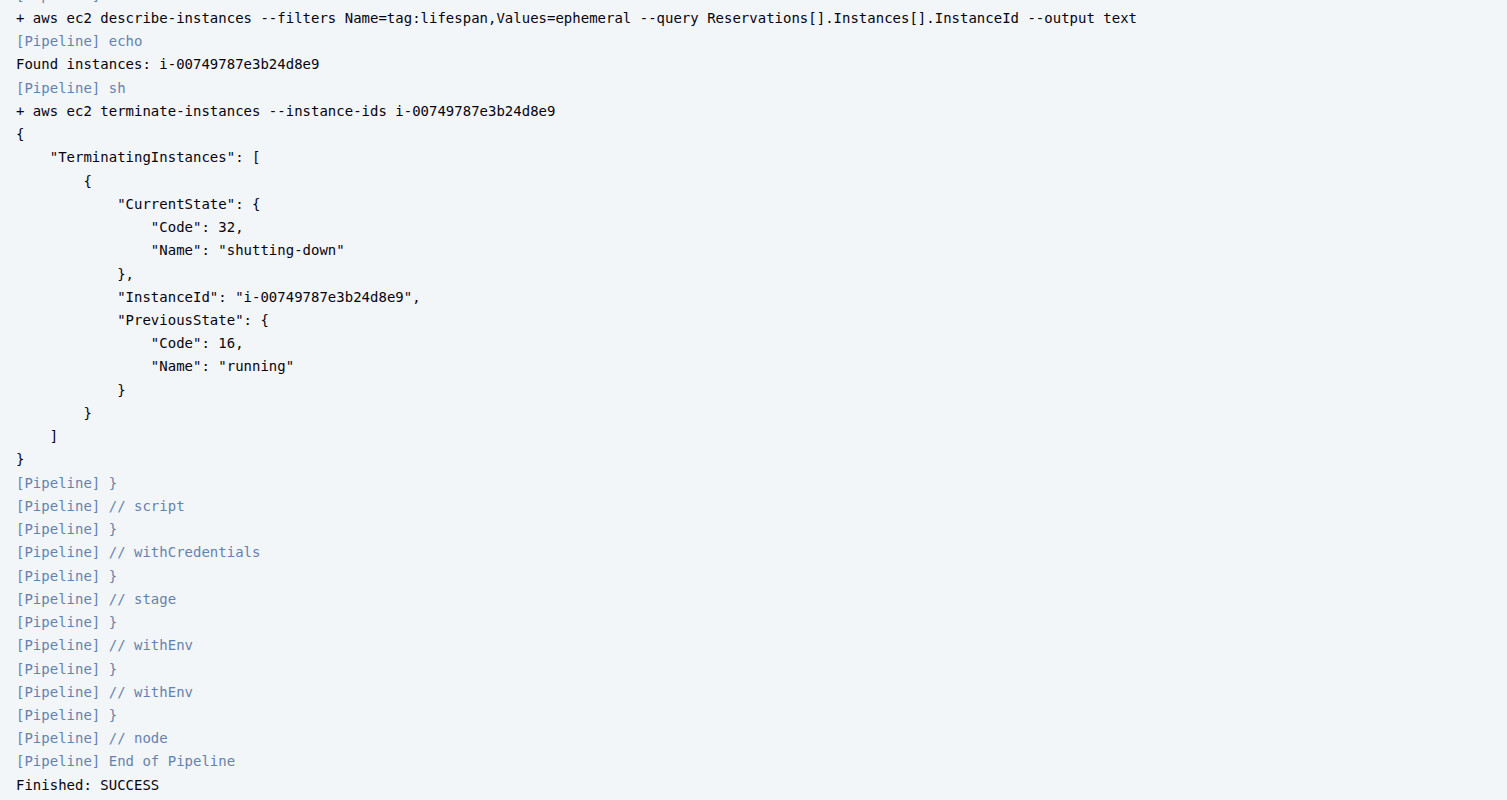 + aws ec2 describe-instances --filters Name=tag:lifespan,Values=ephemeral --query Reservations[].Instances[].InstanceId --output text
[Pipeline] echo
Found instances: i-00749787e3b24d8e9
[Pipeline] sh
+ aws ec2 terminate-instances --instance-ids i-00749787e3b24d8e9
{
    "TerminatingInstances": [
        {
            "CurrentState": {
                "Code": 32,
                "Name": "shutting-down"
            },
            "InstanceId": "i-00749787e3b24d8e9",
            "PreviousState": {
                "Code": 16,
                "Name": "running"
            }
        }
    ]
}
[Pipeline] }
[Pipeline] // script
[Pipeline] }
[Pipeline] // withCredentials
[Pipeline] }
[Pipeline] // stage
[Pipeline] }
[Pipeline] // withEnv
[Pipeline] }
[Pipeline] // withEnv
[Pipeline] }
[Pipeline] // node
[Pipeline] End of Pipeline
Finished: SUCCESS